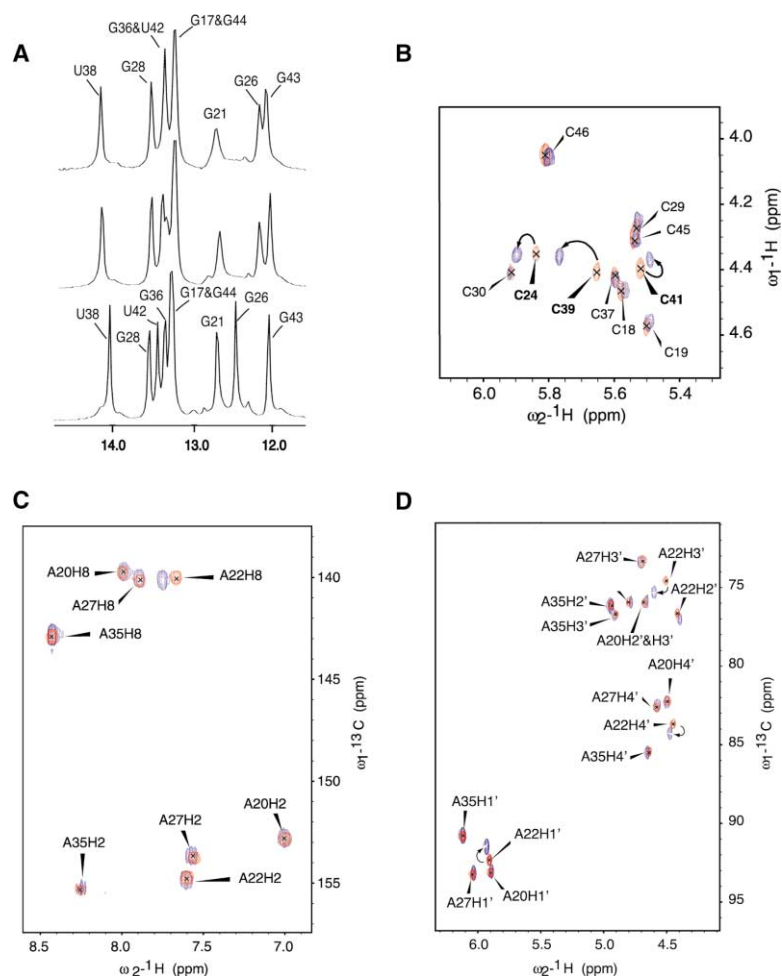 A
G36&U42
G17&G44
U38
G28
G26
G43
G21
U38
G36
G17&G44
U42
G26
G28
G21
G43
14.0 13.0 12.0
B
C46
C29
C45
C30
C24
C39
C37
C18
C41
C19
4.0
4.2
4.4
4.6
ω1-1H (ppm)
6.0 5.8 5.6 5.4
ω2-1H (ppm)
C
A20H8
A22H8
A27H8
A35H8
A20H2
A27H2
A35H2
A22H2
140
145
150
155
ω1-13C (ppm)
8.5 8.0 7.5 7.0
ω2-1H (ppm)
D
A27H3'
A22H3'
A35H2'
A22H2'
A35H3'
A20H2'&H3'
A20H4'
A27H4'
A22H4'
A35H4'
A35H1'
A22H1'
A27H1'
A20H1'
75
80
85
90
95
ω1-13C (ppm)
6.0 5.5 5.0 4.5
ω2-1H (ppm)